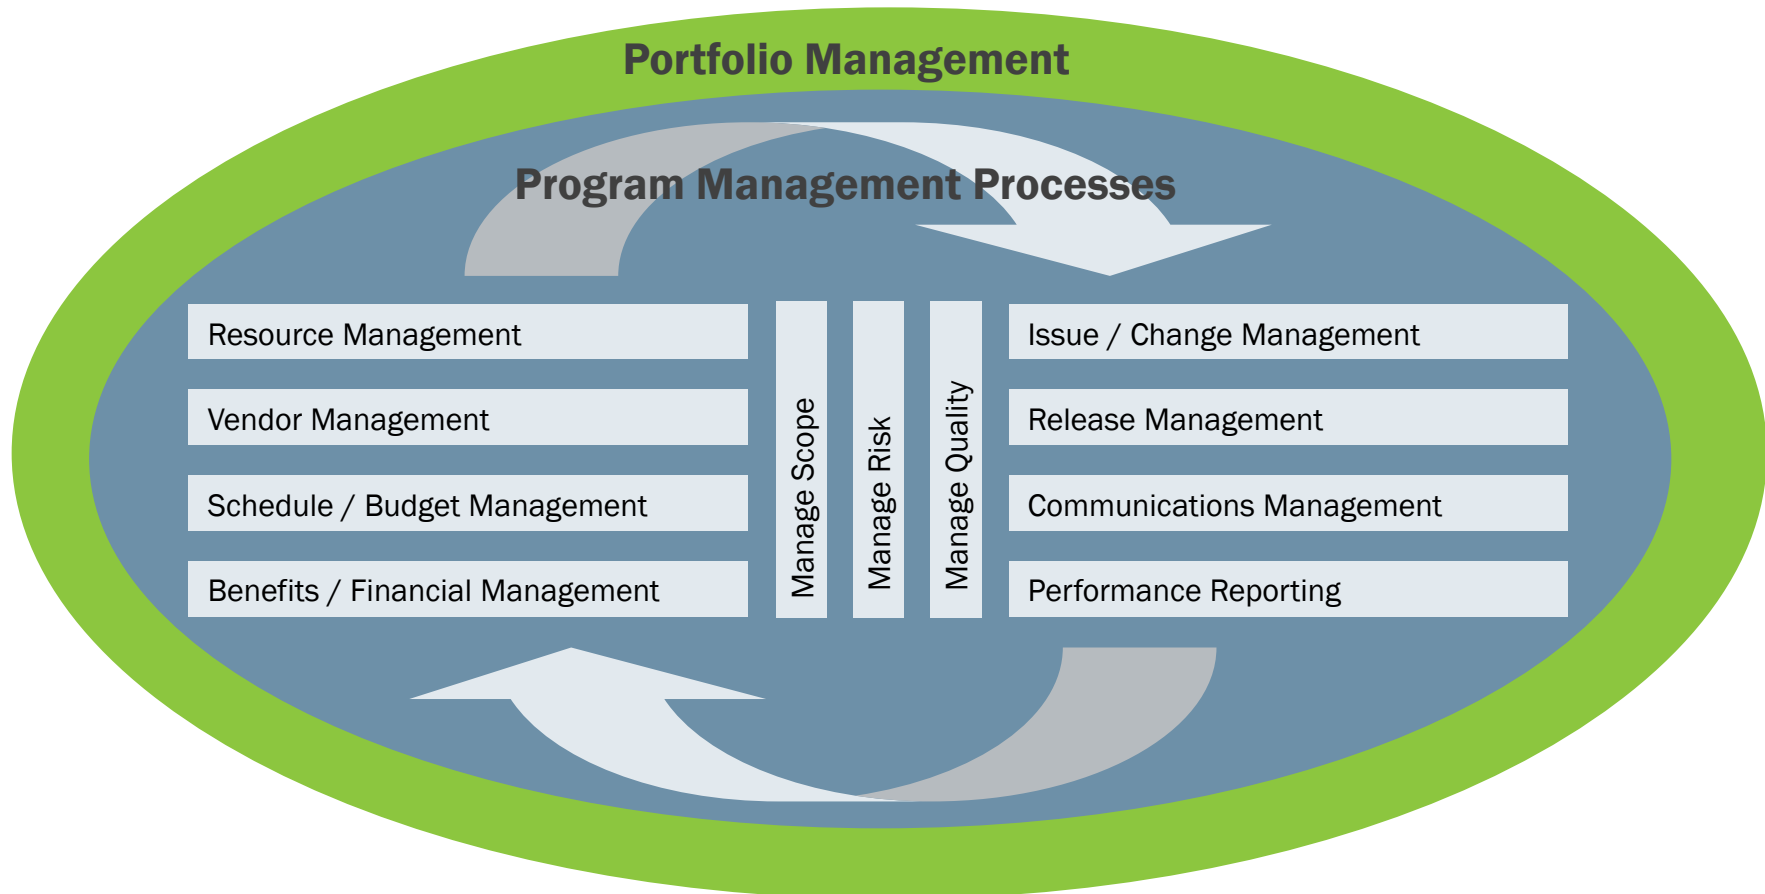 Portfolio Management
Program Management Processes
Resource Management
Vendor Management
Schedule / Budget Management
Benefits / Financial Management
Manage Scope
Manage Risk
Manage Quality
Issue / Change Management
Release Management
Communications Management
Performance Reporting